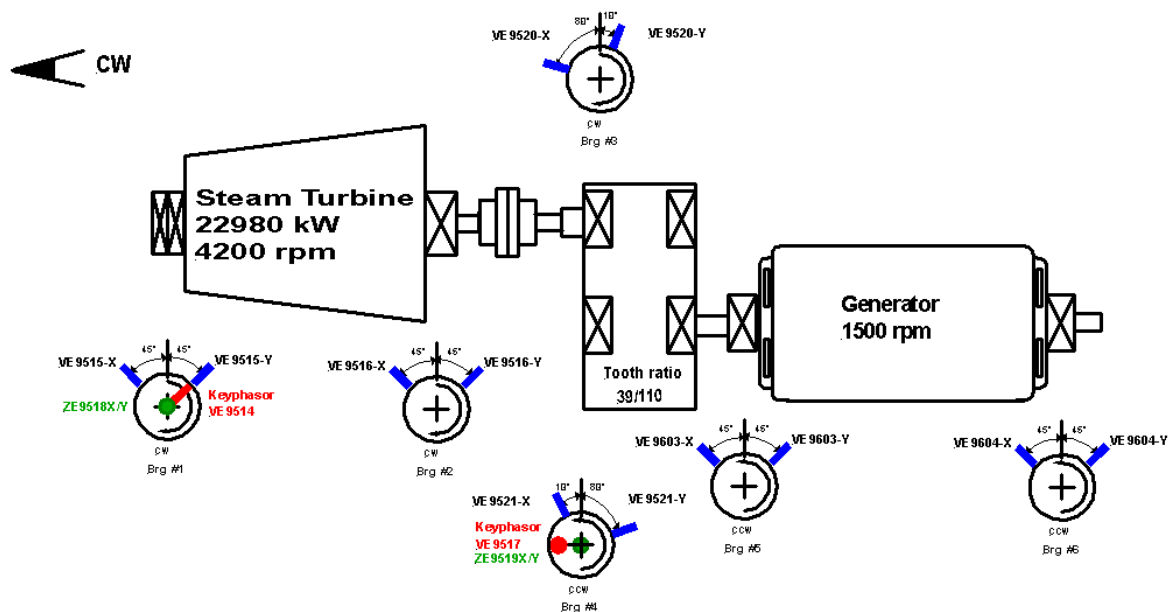 VE 9520-X
80°
10°
VE 9520-Y
CW
CW
Brg #3
Steam Turbine
22980 kW
4200 rpm
Generator
1500 rpm
Tooth ratio
39/110
VE 9515-X
45°
45°
VE 9515-Y
ZE9518X/Y
Keyphasor
VE 9514
CW
Brg #1
VE 9516-X
45°
45°
VE 9516-Y
CW
Brg #2
VE 9603-X
45°
45°
VE 9603-Y
CCW
Brg #5
VE 9604-X
45°
45°
VE 9604-Y
CCW
Brg #6
VE 9521-X
10°
80°
VE 9521-Y
Keyphasor
VE 9517
ZE9519X/Y
CCW
Brg #4